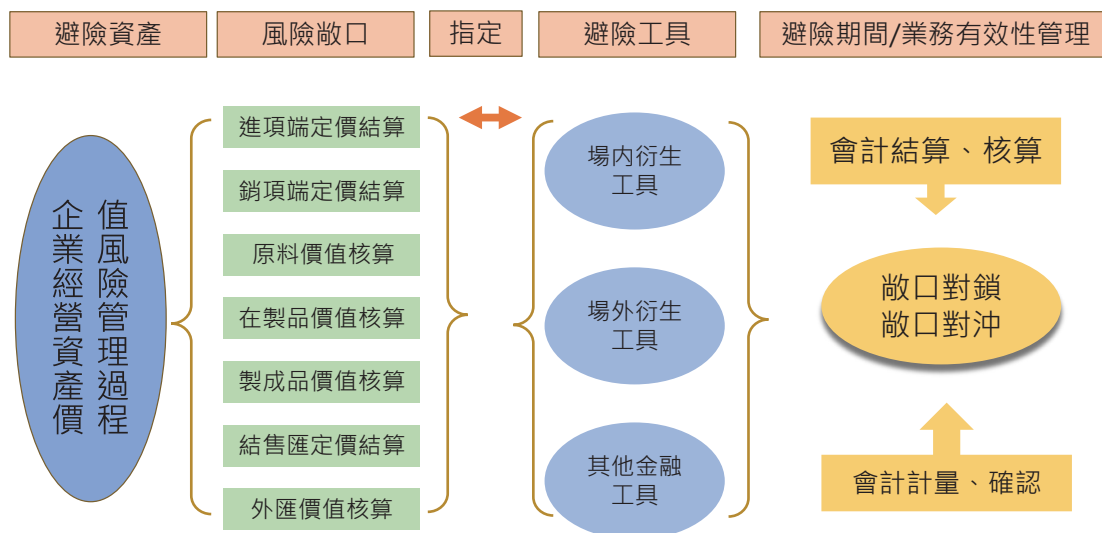 避險資產
風險敞口
指定
避險工具
避險期間/業務有效性管理
企業經營資產價
值風險管理過程
進項端定價結算
銷項端定價結算
原料價值核算
在製品價值核算
製成品價值核算
結售匯定價結算
外匯價值核算
場內衍生
工具
場外衍生
工具
其他金融
工具
會計結算、核算
敞口對鎖
敞口對沖
會計計量、確認